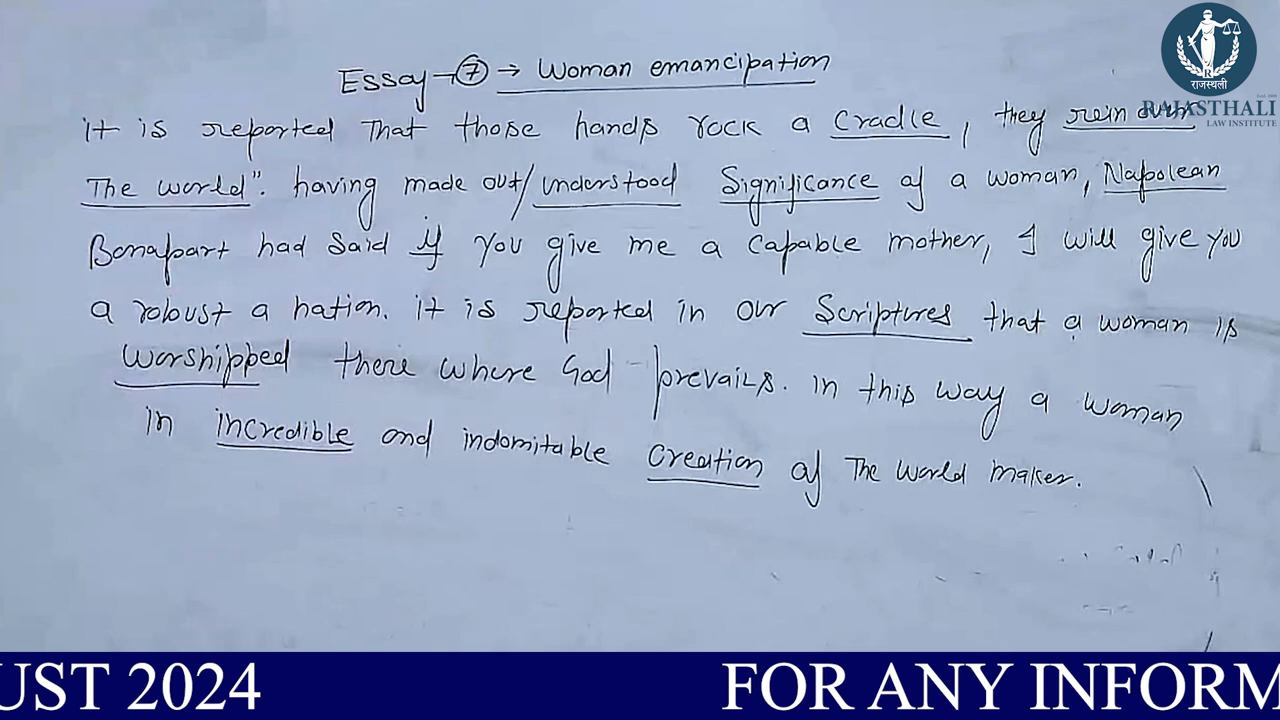 Essay → ⑦ → Woman emancipation
राजस्थली
RAJASTHALI
LAW INSTITUTE
it is reported That those hands rock a Cradle, they rein over
The world". having made out/understood Significance of a woman, Napolean
Bonapart had said if you give me a capable mother, I will give you
a robust a nation. it is reported in our Scriptures that a woman is
worshipped there where God prevails. in this way a woman
in incredible and indomitable Creation of The world maker.
UST 2024 FOR ANY INFORM